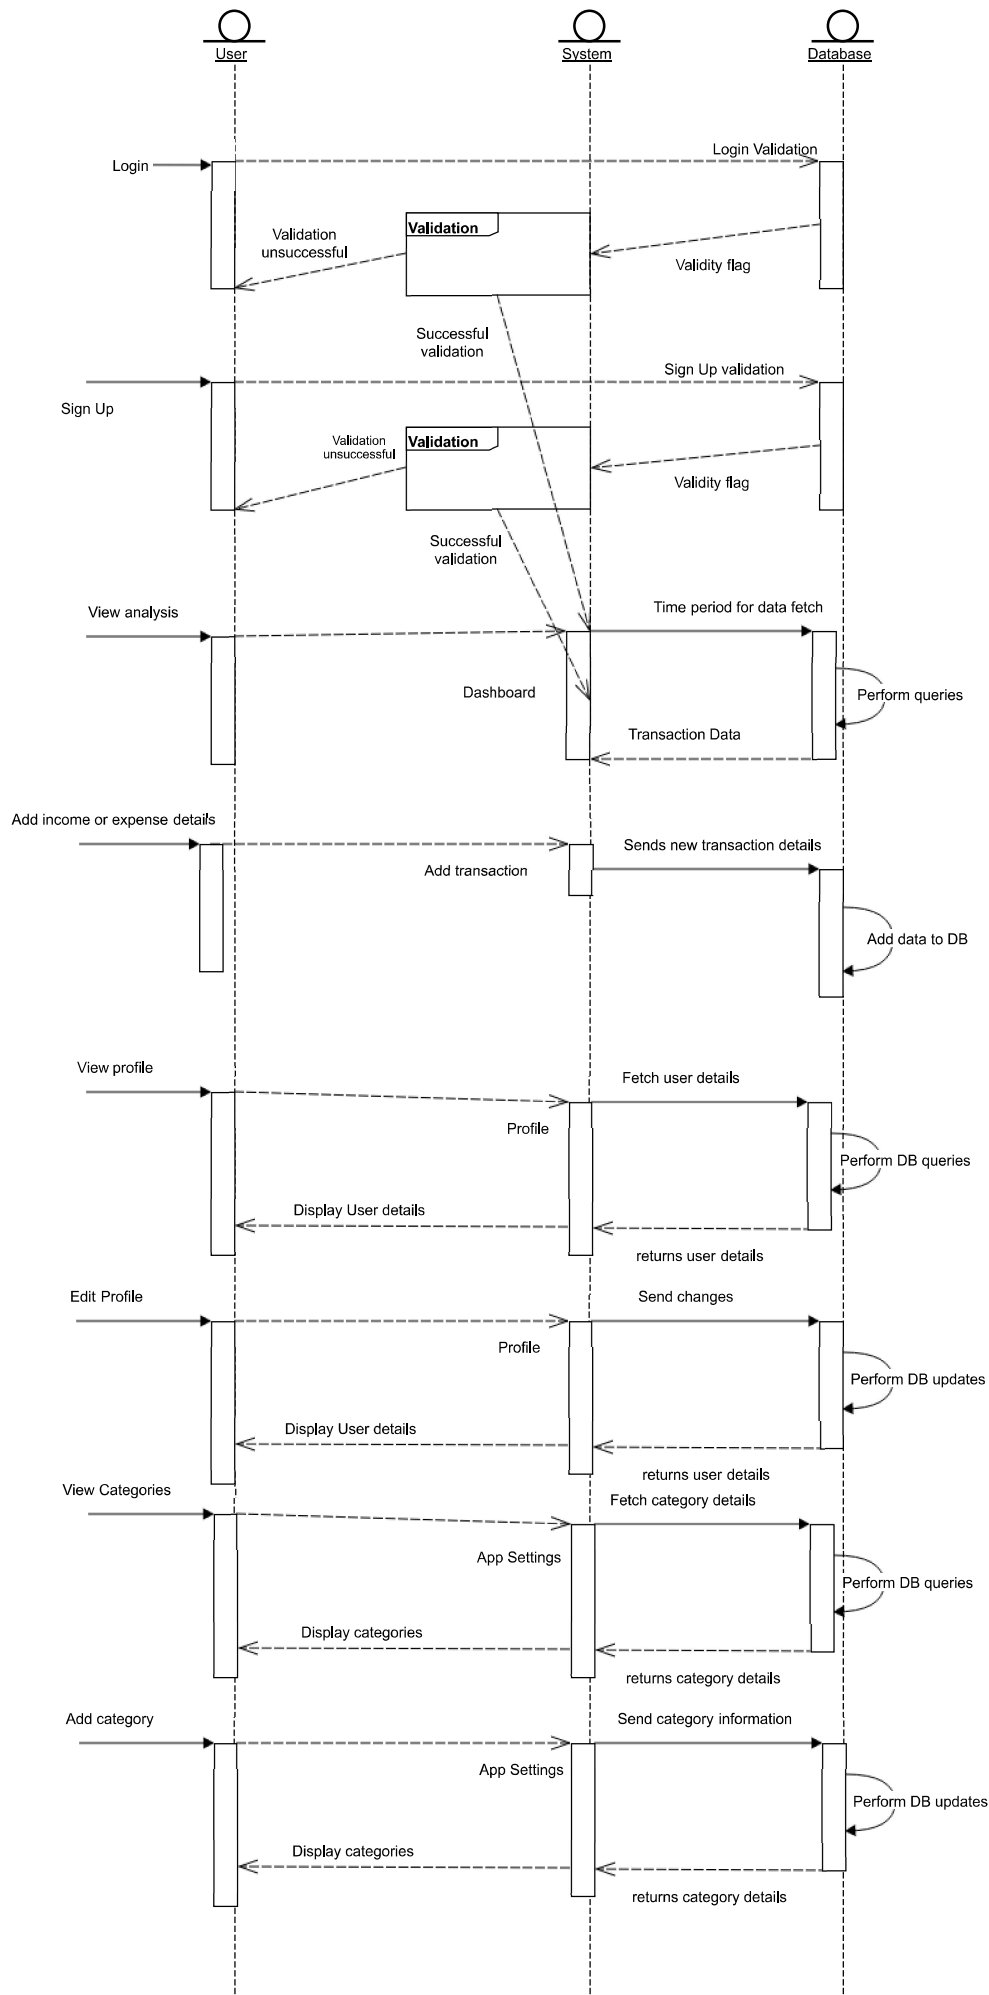 User
System
Database
Login Validation
Login
Validation
Validation
unsuccessful
Validity flag
Successful
validation
Sign Up validation
Sign Up
Validation
unsuccessful
Validation
Validity flag
Successful
validation
View analysis
Time period for data fetch
Dashboard
Perform queries
Transaction Data
Add income or expense details
Sends new transaction details
Add transaction
Add data to DB
View profile
Fetch user details
Profile
Perform DB queries
Display User details
returns user details
Edit Profile
Send changes
Profile
Perform DB updates
Display User details
returns user details
View Categories
Fetch category details
App Settings
Perform DB queries
Display categories
returns category details
Add category
Send category information
App Settings
Perform DB updates
Display categories
returns category details